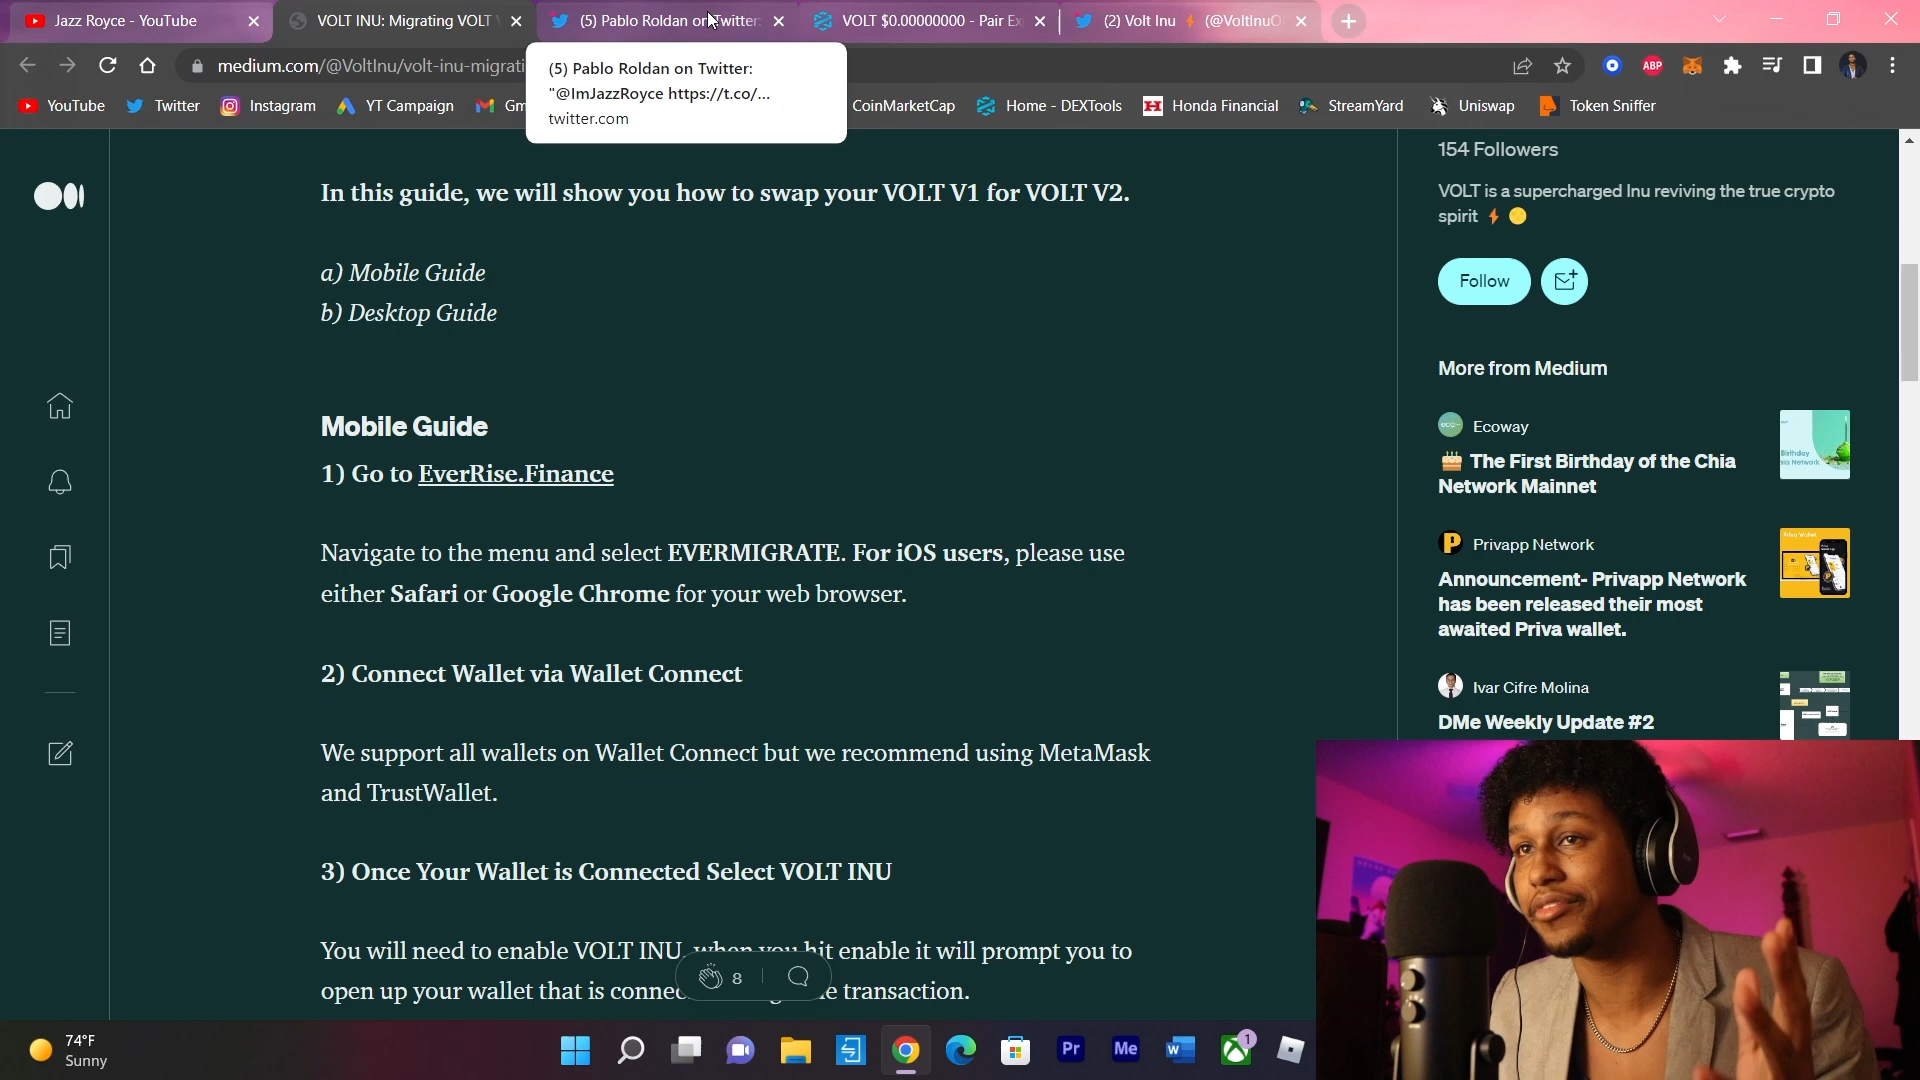 Jazz Royce - YouTube
VOLT INU: Migrating VOLT
(5) Pablo Roldan on Twitter:
VOLT $0.00000000 - Pair Ex
(2) Volt Inu ⚡ (@VoltInuO
medium.com/@VoltInu/volt-inu-migrati
(5) Pablo Roldan on Twitter:
"@ImJazzRoyce https://t.co/...
twitter.com
YouTube
Twitter
Instagram
YT Campaign
CoinMarketCap
Home - DEXTools
Honda Financial
StreamYard
Uniswap
Token Sniffer
ABP
In this guide, we will show you how to swap your VOLT V1 for VOLT V2.
a) Mobile Guide
b) Desktop Guide
Mobile Guide
1) Go to EverRise.Finance
Navigate to the menu and select EVERMIGRATE. For iOS users, please use
either Safari or Google Chrome for your web browser.
2) Connect Wallet via Wallet Connect
We support all wallets on Wallet Connect but we recommend using MetaMask
and TrustWallet.
3) Once Your Wallet is Connected Select VOLT INU
You will need to enable VOLT INU, when you hit enable it will prompt you to
open up your wallet that is transaction.
8
154 Followers
VOLT is a supercharged Inu reviving the true crypto
spirit ⚡🟡
Follow
More from Medium
Ecoway
🎂 The First Birthday of the Chia
Network Mainnet
Privapp Network
Announcement- Privapp Network
has been released their most
awaited Priva wallet.
Ivar Cifre Molina
DMe Weekly Update #2
74°F
Sunny
Pr
Me
W
1